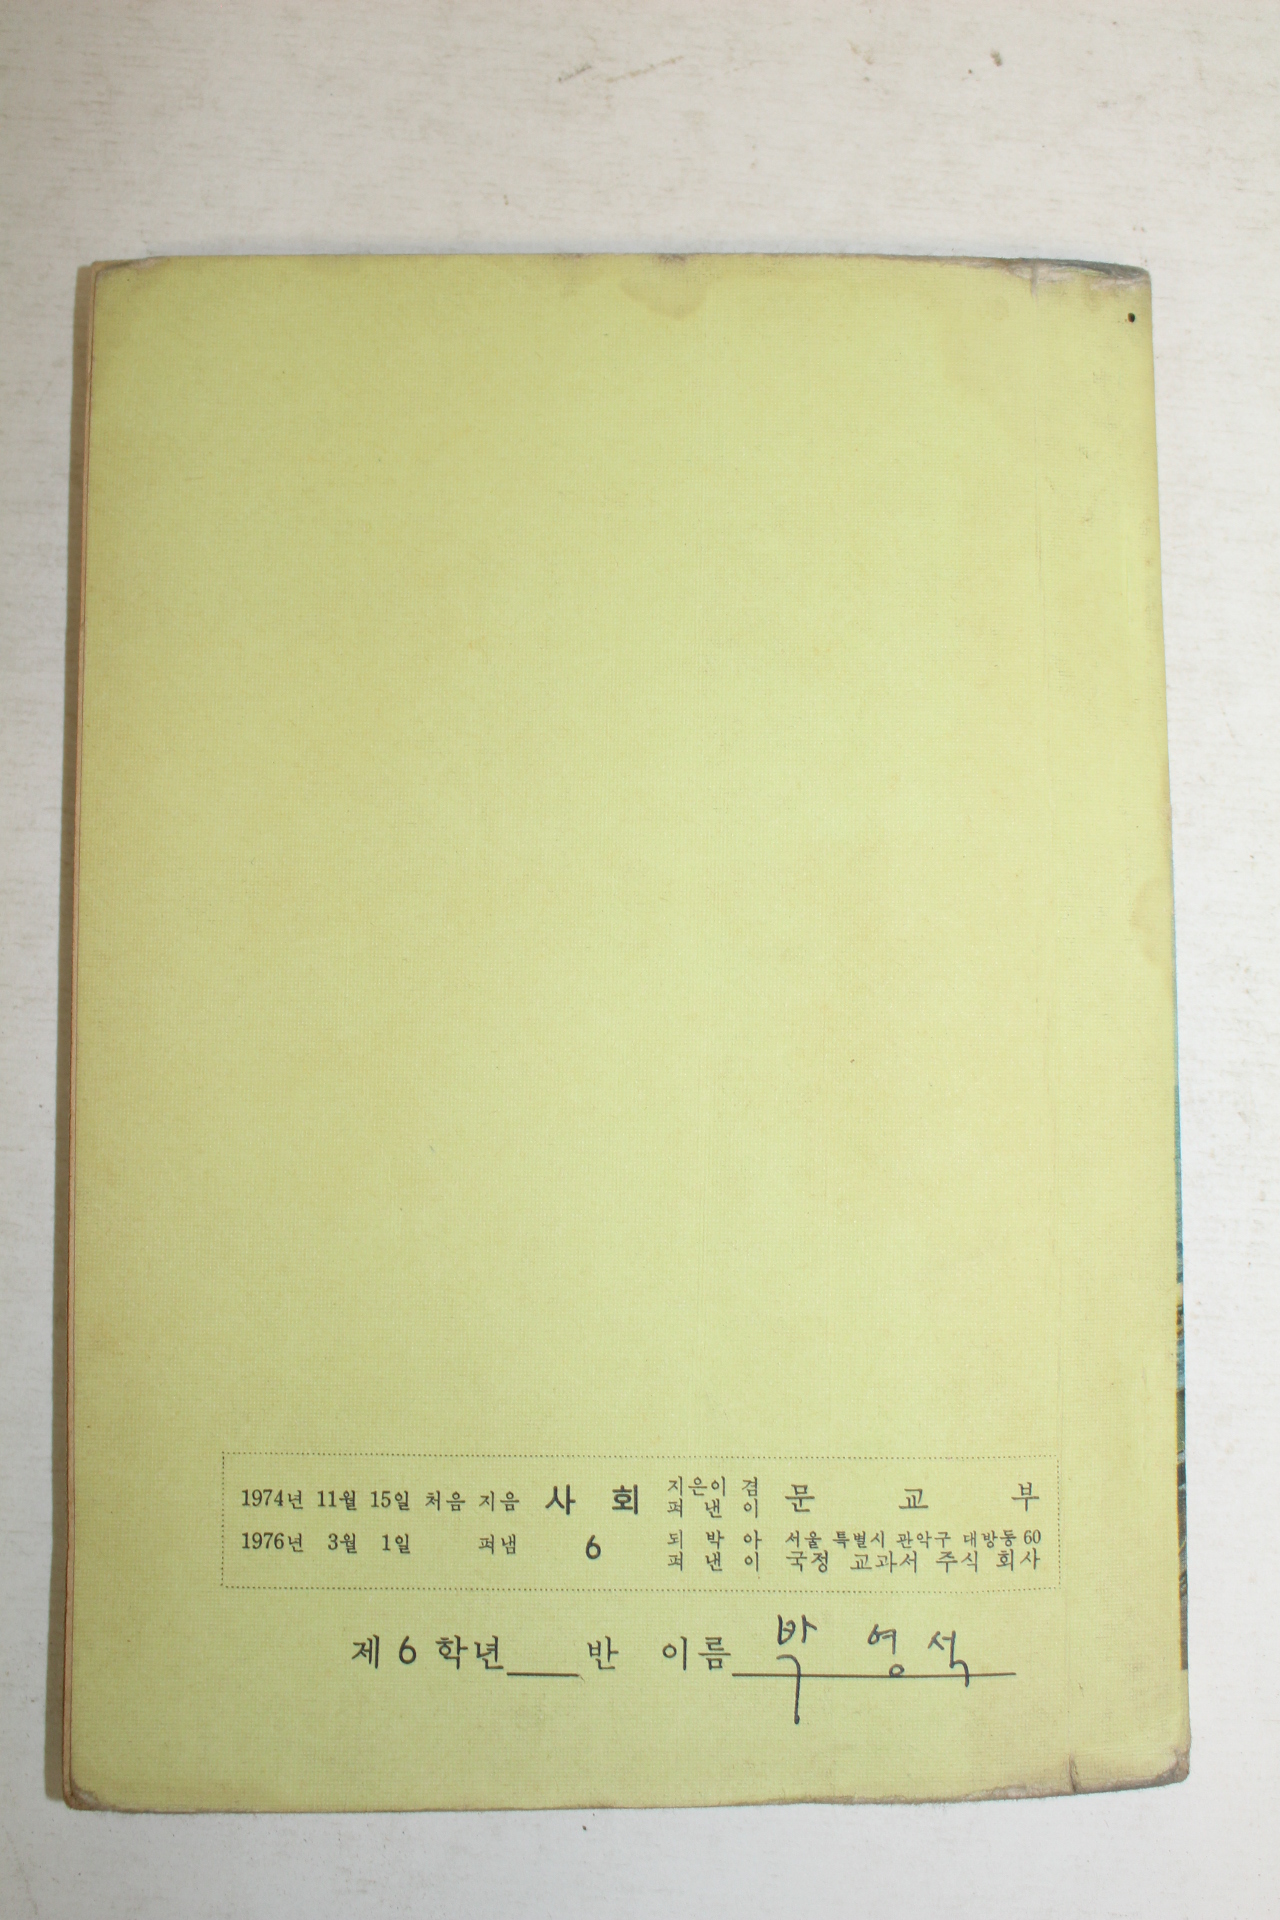 1974년 11월 15일 처음 지음
1976년 3월 1일 펴냄
사 회
6
지은이 겸
펴 낸 이
문 교 부
되 박 아
펴 낸 이
서울 특별시 관악구 대방동 60
국정 교과서 주식 회사
제 6 학년 반 이름 박 영 석